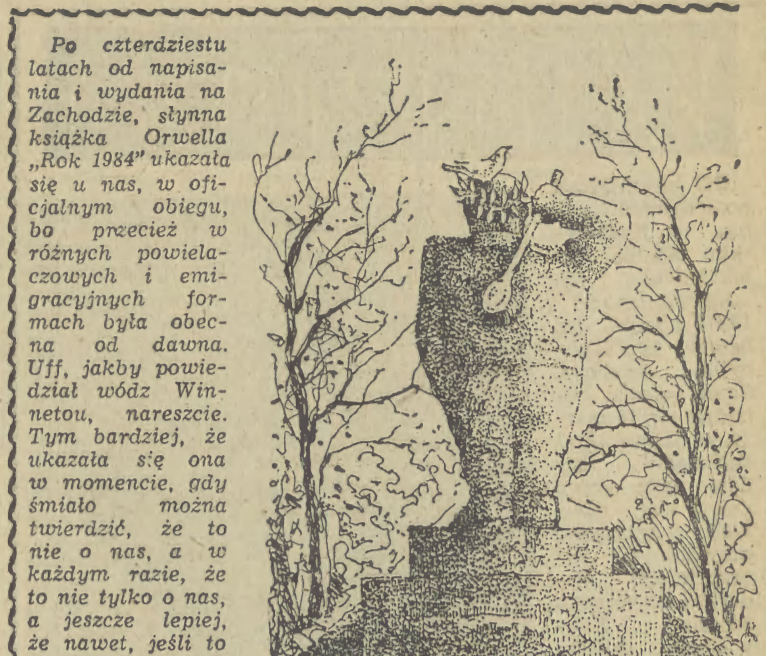 Po czterdziestu
latach od napisa-
nia i wydania na
Zachodzie, słynna
książka Orwella
„Rok 1984” ukazała
się u nas, w ofi-
cjalnym obiegu,
bo przecież w
różnych powiela-
czowych i emi-
gracyjnych for-
mach była obec-
na od dawna.
Uff, jakby powie-
dział wódz Win-
netou, nareszcie.
Tym bardziej, że
ukazała się ona
w momencie, gdy
śmiało można
twierdzić, że to
nie o nas, a w
każdym razie, że
to nie tylko o nas,
a jeszcze lepiej,
że nawet, jeśli to